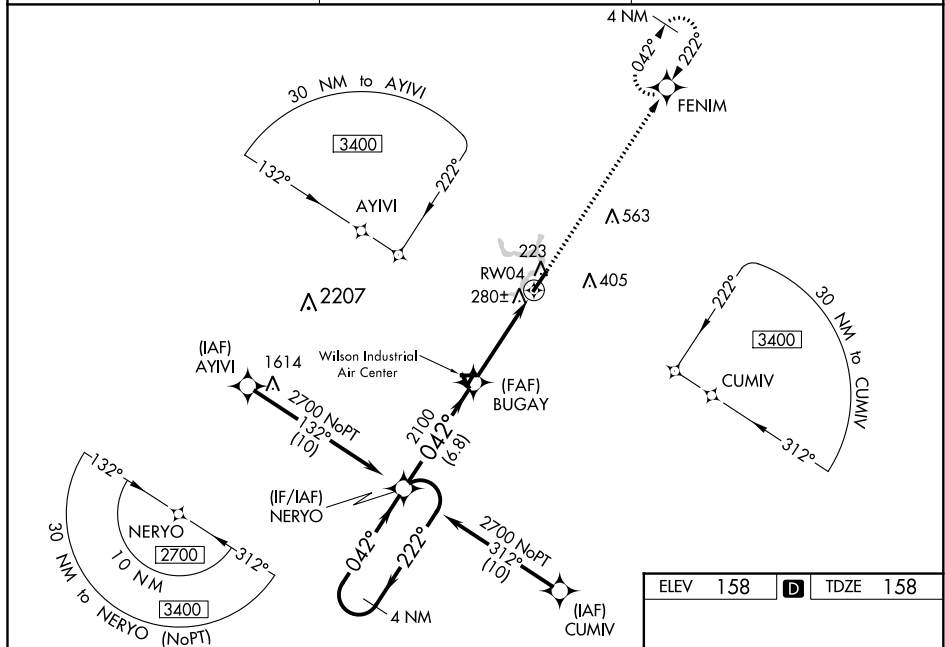 4 NM
042°
222°
FENIM
30 NM to AYIVI
3400
132°
222°
AYIVI
563
223
RW04
280±
405
2207
222°
30 NM to CUMIV
3400
CUMIV
312°
(IAF)
AYIVI
1614
Wilson Industrial
Air Center
(FAF)
BUGAY
2700 NoPT
132°
(10)
2100
042°
(6.8)
(IF/IAF)
NERYO
132°
NERYO
2700
312°
10 NM
3400
30 NM to NERYO (NoPT)
042°
222°
4 NM
2700 NoPT
312°
(10)
(IAF)
CUMIV
ELEV 158 D TDZE 158